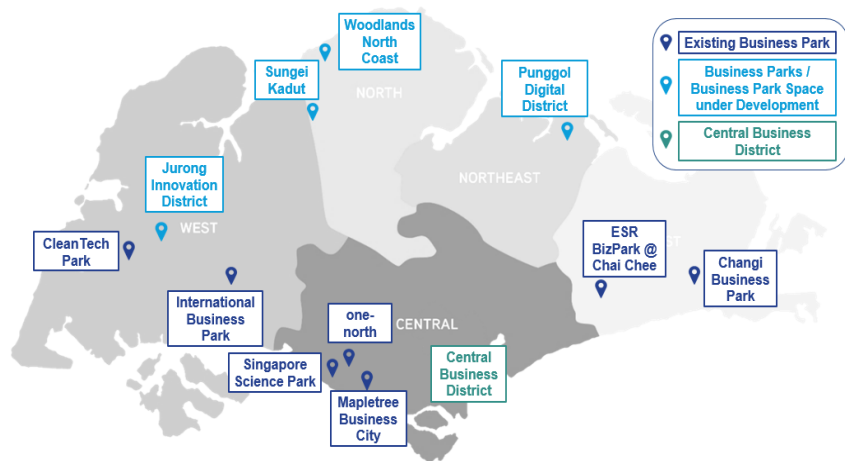 Woodlands
North
Coast
Sungei
Kadut
NORTH
Punggol
Digital
District
Existing Business Park
Business Parks /
Business Park Space
under Development
Central Business
District
Jurong
Innovation
District
WEST
NORTHEAST
CleanTech
Park
International
Business
Park
ESR
BizPark @
Chai Chee
ST
Changi
Business
Park
one-
north
CENTRAL
Singapore
Science Park
Mapletree
Business
City
Central
Business
District